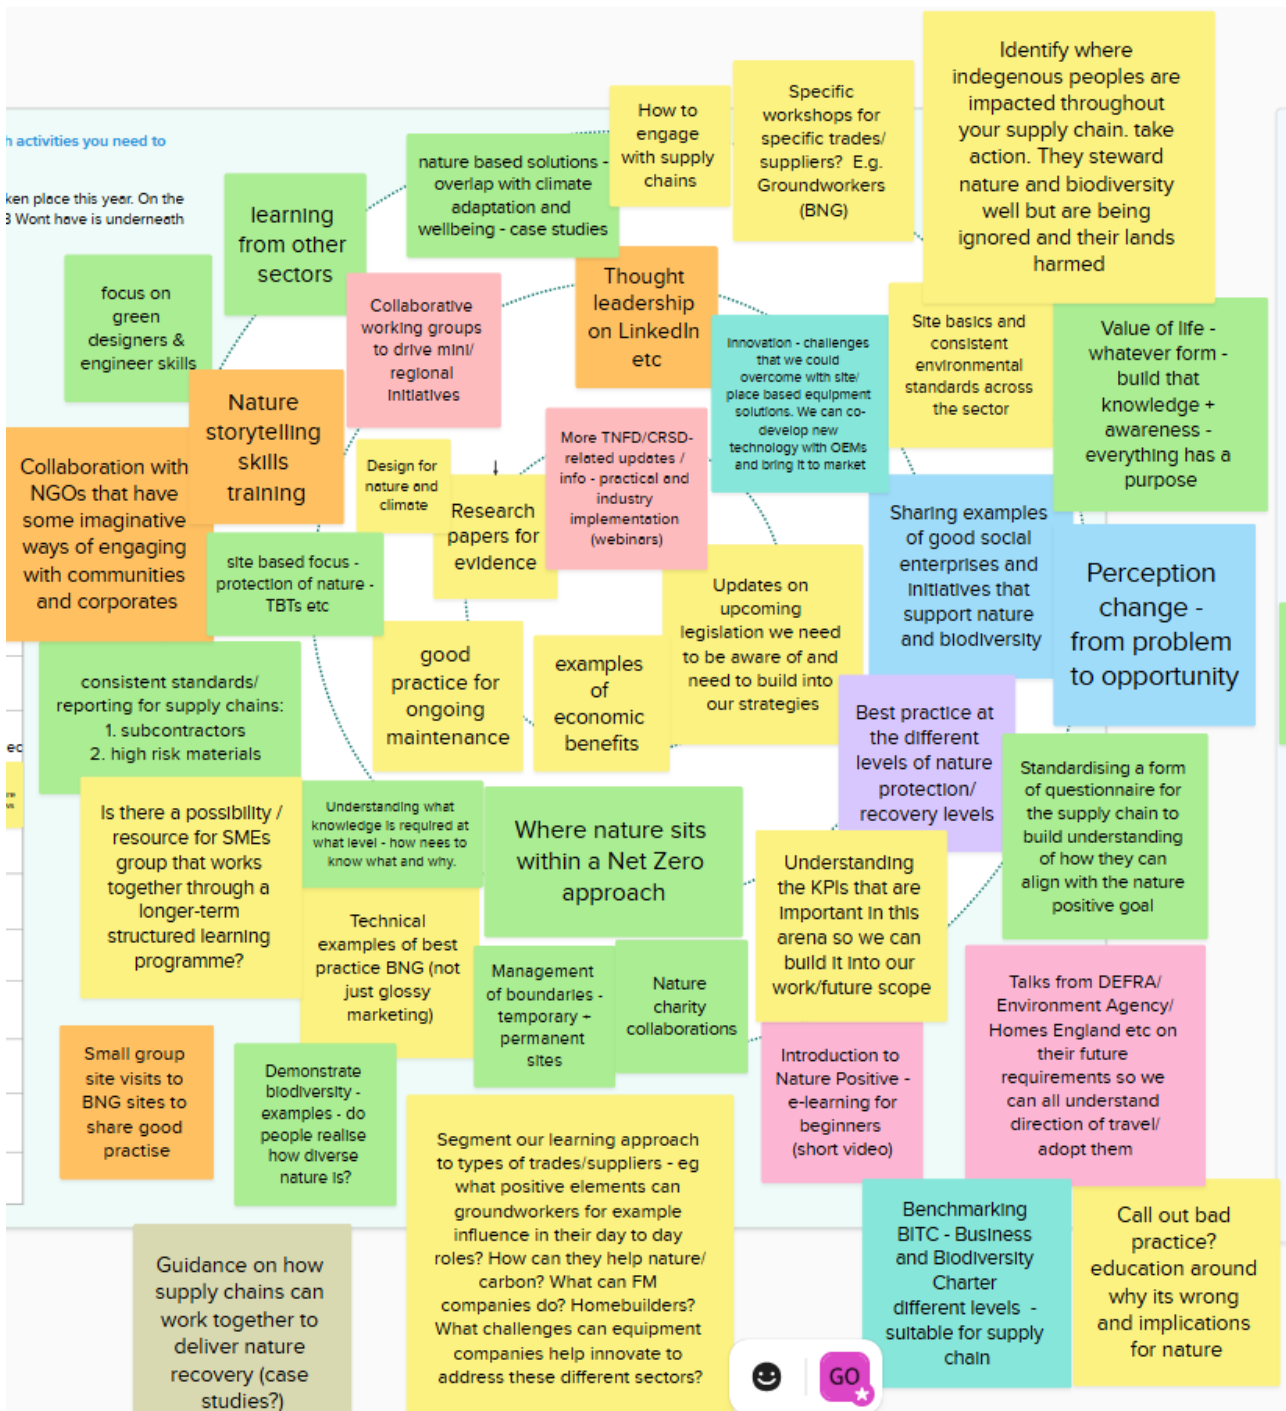 h activities you need to
ken place this year. On the
3 Wont have is underneath
How to
engage
with supply
chains
Specific
workshops for
specific trades/
suppliers? E.g.
Groundworkers
(BNG)
Identify where
indegenous peoples are
impacted throughout
your supply chain. take
action. They steward
nature and biodiversity
well but are being
ignored and their lands
harmed
nature based solutions -
overlap with climate
adaptation and
wellbeing - case studies
learning
from other
sectors
focus on
green
designers &
engineer skills
Collaborative
working groups
to drive mini/
regional
initiatives
Thought
leadership
on LinkedIn
etc
Innovation - challenges
that we could
overcome with site/
place based equipment
solutions. We can co-
develop new
technology with OEMs
and bring it to market
Site basics and
consistent
environmental
standards across
the sector
Value of life -
whatever form -
build that
knowledge +
awareness -
everything has a
purpose
Nature
storytelling
skills
training
Collaboration with
NGOs that have
some imaginative
ways of engaging
with communities
and corporates
Design for
nature and
climate
Research
papers for
evidence
More TNFD/CRSD-
related updates /
info - practical and
industry
implementation
(webinars)
Sharing examples
of good social
enterprises and
initiatives that
support nature
and biodiversity
Perception
change -
from problem
to opportunity
site based focus -
protection of nature -
TBTs etc
Updates on
upcoming
legislation we need
to be aware of and
need to build into
our strategies
good
practice for
ongoing
maintenance
examples
of
economic
benefits
consistent standards/
reporting for supply chains:
1. subcontractors
2. high risk materials
ec
Best practice at
the different
levels of nature
protection/
recovery levels
Standardising a form
of questionnaire for
the supply chain to
build understanding
of how they can
align with the nature
positive goal
Is there a possibility /
resource for SMEs
group that works
together through a
longer-term
structured learning
programme?
Understanding what
knowledge is required at
what level - how nees to
know what and why.
Where nature sits
within a Net Zero
approach
Understanding
the KPIs that are
important in this
arena so we can
build it into our
work/future scope
Technical
examples of best
practice BNG (not
just glossy
marketing)
Management
of boundaries -
temporary +
permanent
sites
Nature
charity
collaborations
Talks from DEFRA/
Environment Agency/
Homes England etc on
their future
requirements so we
can all understand
direction of travel/
adopt them
Small group
site visits to
BNG sites to
share good
practise
Demonstrate
biodiversity -
examples - do
people realise
how diverse
nature is?
Introduction to
Nature Positive -
e-learning for
beginners
(short video)
Segment our learning approach
to types of trades/suppliers - eg
what positive elements can
groundworkers for example
influence in their day to day
roles? How can they help nature/
carbon? What can FM
companies do? Homebuilders?
What challenges can equipment
companies help innovate to
address these different sectors?
Benchmarking
BITC - Business
and Biodiversity
Charter
different levels -
suitable for supply
chain
Call out bad
practice?
education around
why its wrong
and implications
for nature
Guidance on how
supply chains can
work together to
deliver nature
recovery (case
studies?)
GO